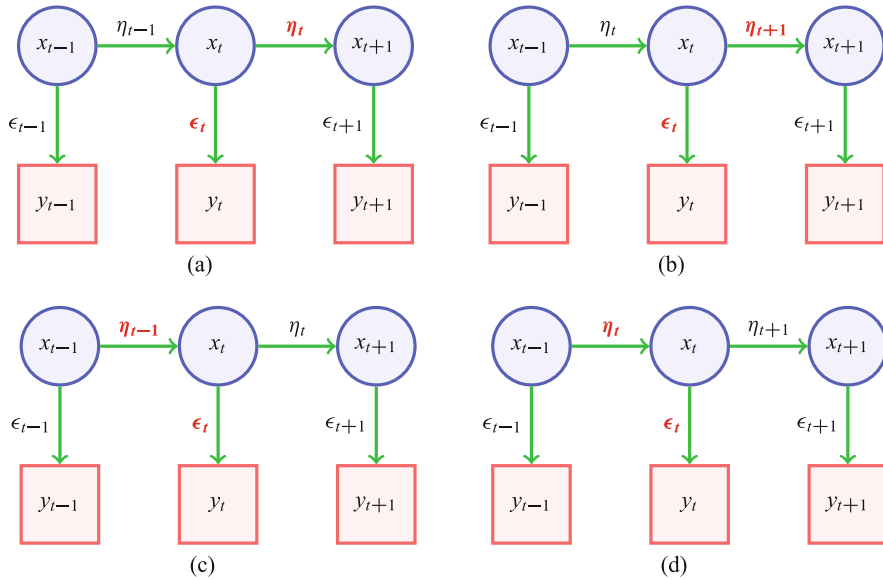 x_{t−1} η_{t−1} x_t η_t x_{t+1} x_{t−1} η_t x_t η_{t+1} x_{t+1}
ϵ_{t−1} ϵ_t ϵ_{t+1} ϵ_{t−1} ϵ_t ϵ_{t+1}
y_{t−1} y_t y_{t+1} y_{t−1} y_t y_{t+1}
(a) (b)
x_{t−1} η_{t−1} x_t η_t x_{t+1} x_{t−1} η_t x_t η_{t+1} x_{t+1}
ϵ_{t−1} ϵ_t ϵ_{t+1} ϵ_{t−1} ϵ_t ϵ_{t+1}
y_{t−1} y_t y_{t+1} y_{t−1} y_t y_{t+1}
(c) (d)